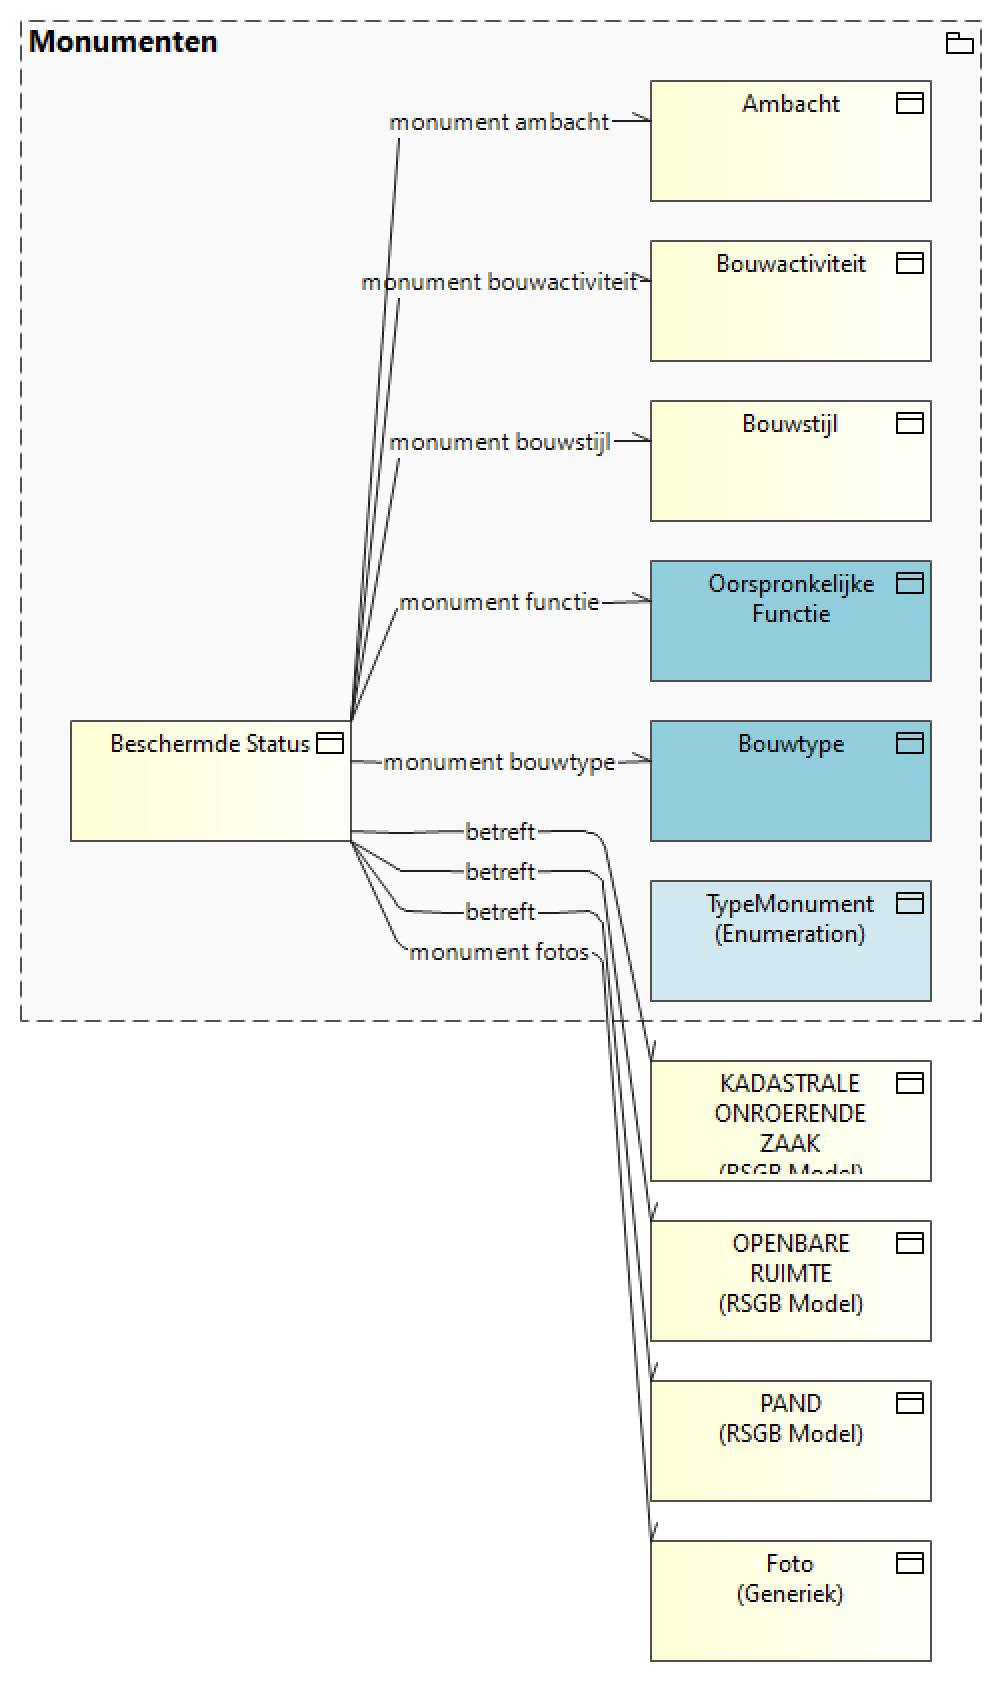 Monumenten
monument ambacht
Ambacht
monument bouwactiviteit
Bouwactiviteit
monument bouwstijl
Bouwstijl
monument functie
Oorspronkelijke
Functie
Beschermde Status
monument bouwtype
Bouwtype
betreft
betreft
betreft
monument fotos
TypeMonument
(Enumeration)
KADASTRALE
ONROERENDE
ZAAK
(RSGB Model)
OPENBARE
RUIMTE
(RSGB Model)
PAND
(RSGB Model)
Foto
(Generiek)